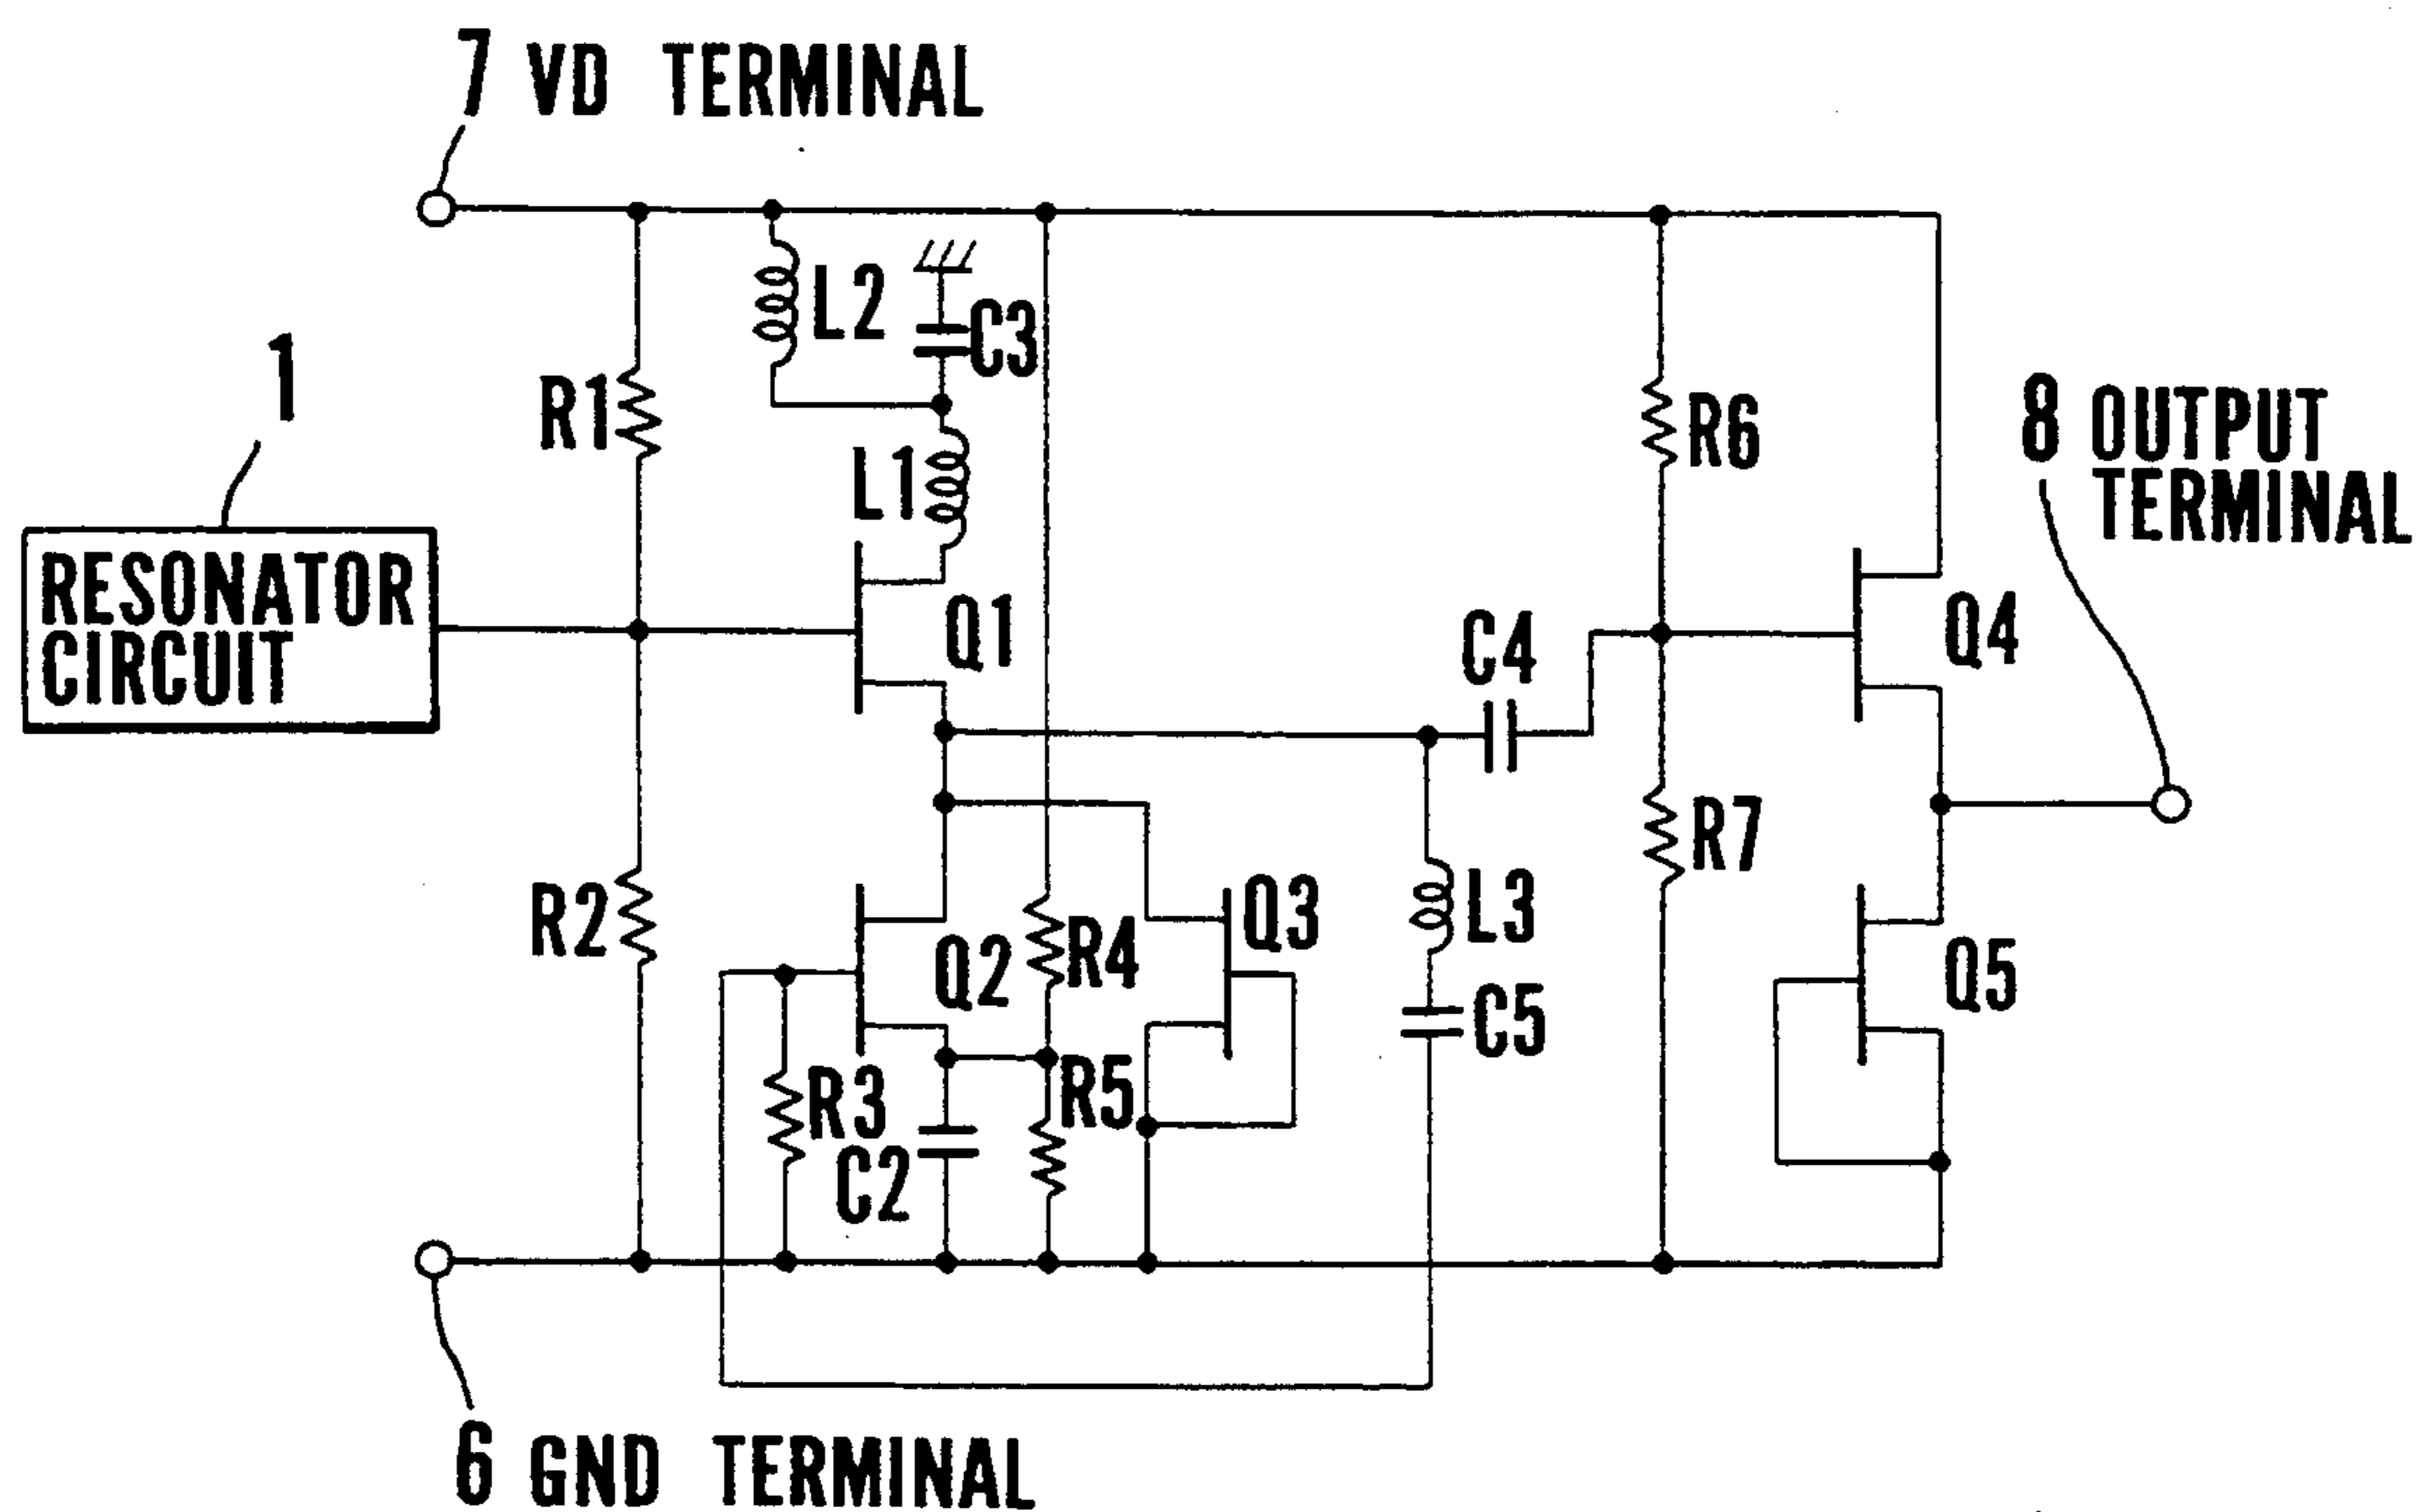 7 VD TERMINAL
L2
C3
1
R1
L1
R6
8 OUTPUT
TERMINAL
RESONATOR
CIRCUIT
Q1
C4
Q4
R2
Q2
R4
Q3
L3
R7
Q5
C5
R3
R5
C2
6 GND TERMINAL